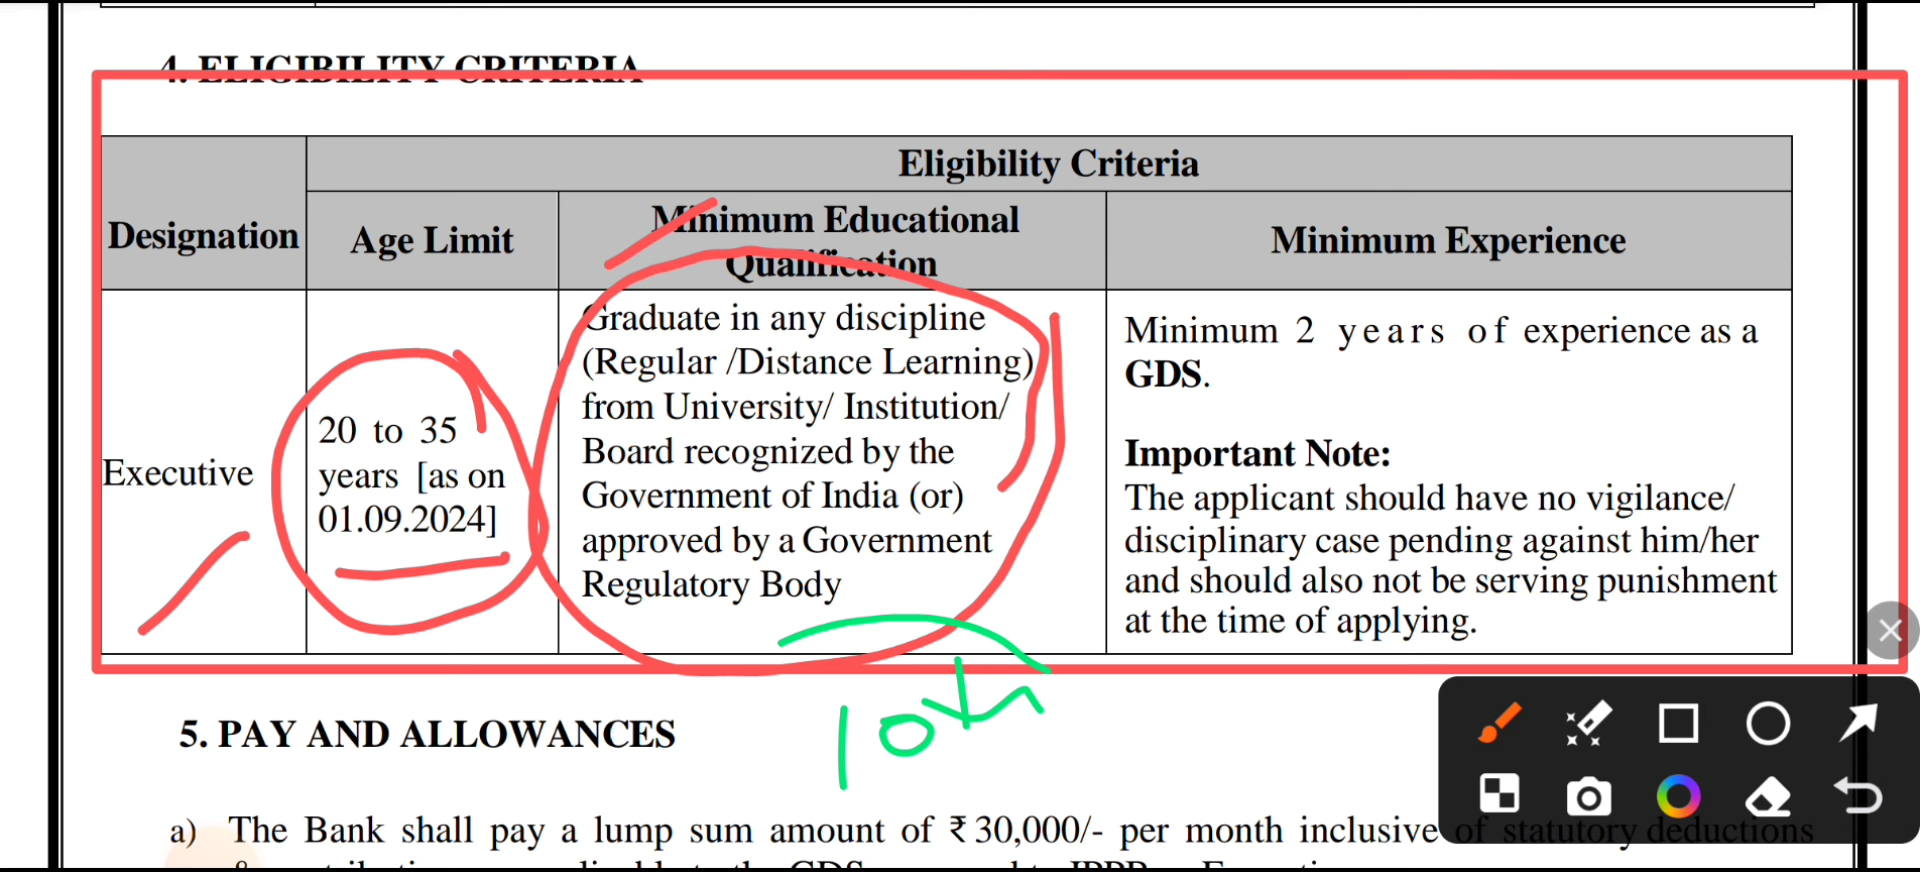 4. ELIGIBILITY CRITERIA
Eligibility Criteria
Designation
Age Limit
Minimum Educational
Qualification
Minimum Experience
Executive
20 to 35
years [as on
01.09.2024]
Graduate in any discipline
(Regular /Distance Learning)
from University/ Institution/
Board recognized by the
Government of India (or)
approved by a Government
Regulatory Body
Minimum 2 years of experience as a
GDS.
Important Note:
The applicant should have no vigilance/
disciplinary case pending against him/her
and should also not be serving punishment
at the time of applying.
10th
5. PAY AND ALLOWANCES
a) The Bank shall pay a lump sum amount of ₹ 30,000/- per month inclusive of statutory deductions